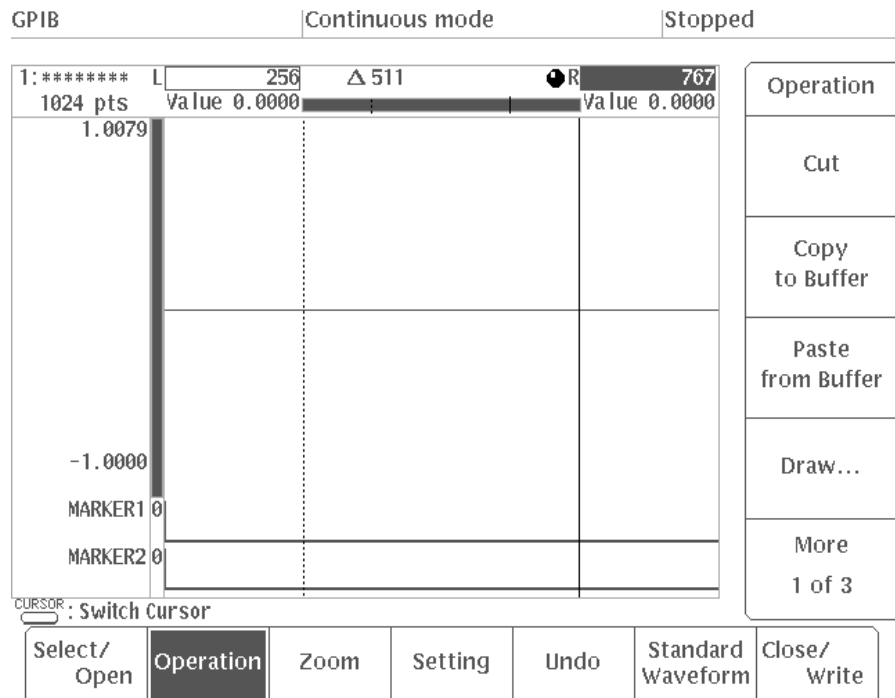 GPIB Continuous mode Stopped
1:******** L 256 Δ 511 R 767
1024 pts Value 0.0000 Value 0.0000
1.0079
-1.0000
MARKER1 0
MARKER2 0
CURSOR : Switch Cursor
Operation
Cut
Copy
to Buffer
Paste
from Buffer
Draw...
More
1 of 3
Select/
Open
Operation
Zoom
Setting
Undo
Standard
Waveform
Close/
Write